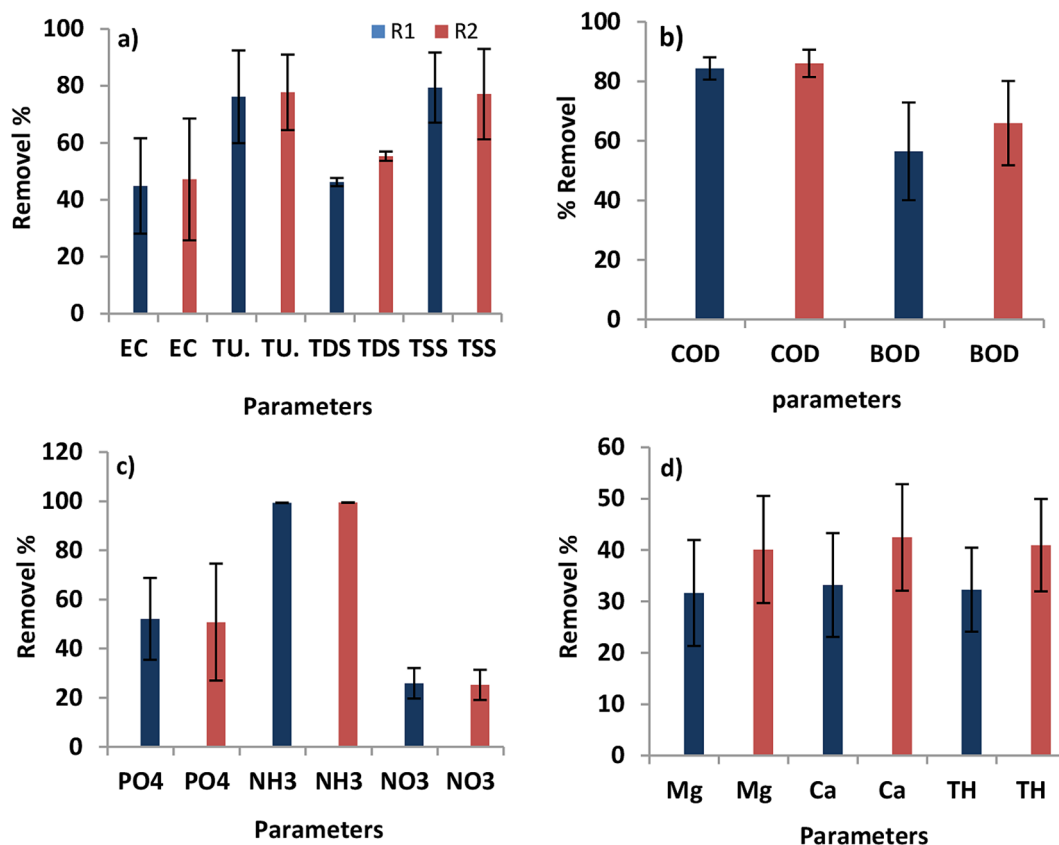 a)
R1 R2
100
80
60
40
20
0
Removel %
EC EC TU. TU. TDS TDS TSS TSS
Parameters
b)
100
80
60
40
20
0
% Removel
COD COD BOD BOD
parameters
c)
120
100
80
60
40
20
0
Removel %
PO4 PO4 NH3 NH3 NO3 NO3
Parameters
d)
60
50
40
30
20
10
0
Removel %
Mg Mg Ca Ca TH TH
Parameters